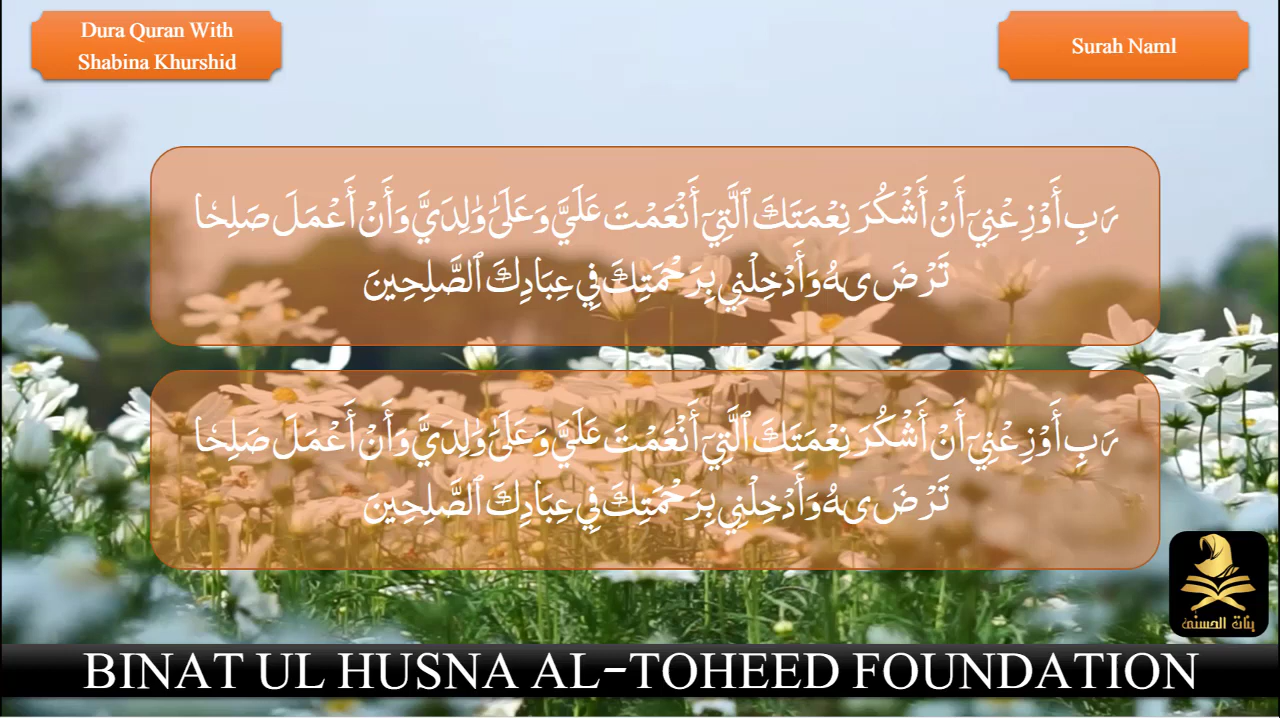 Dura Quran With
Shabina Khurshid
Surah Naml
رَبِّ أَوْزِعْنِيٓ أَنْ أَشْكُرَ نِعْمَتَكَ ٱلَّتِيٓ أَنْعَمْتَ عَلَيَّ وَعَلَىٰ وَٰلِدَيَّ وَأَنْ أَعْمَلَ صَٰلِحًا
تَرْضَىٰهُ وَأَدْخِلْنِي بِرَحْمَتِكَ فِي عِبَادِكَ ٱلصَّٰلِحِينَ
رَبِّ أَوْزِعْنِيٓ أَنْ أَشْكُرَ نِعْمَتَكَ ٱلَّتِيٓ أَنْعَمْتَ عَلَيَّ وَعَلَىٰ وَٰلِدَيَّ وَأَنْ أَعْمَلَ صَٰلِحًا
تَرْضَىٰهُ وَأَدْخِلْنِي بِرَحْمَتِكَ فِي عِبَادِكَ ٱلصَّٰلِحِينَ
بنات الحسنى
BINAT UL HUSNA AL-TOHEED FOUNDATION